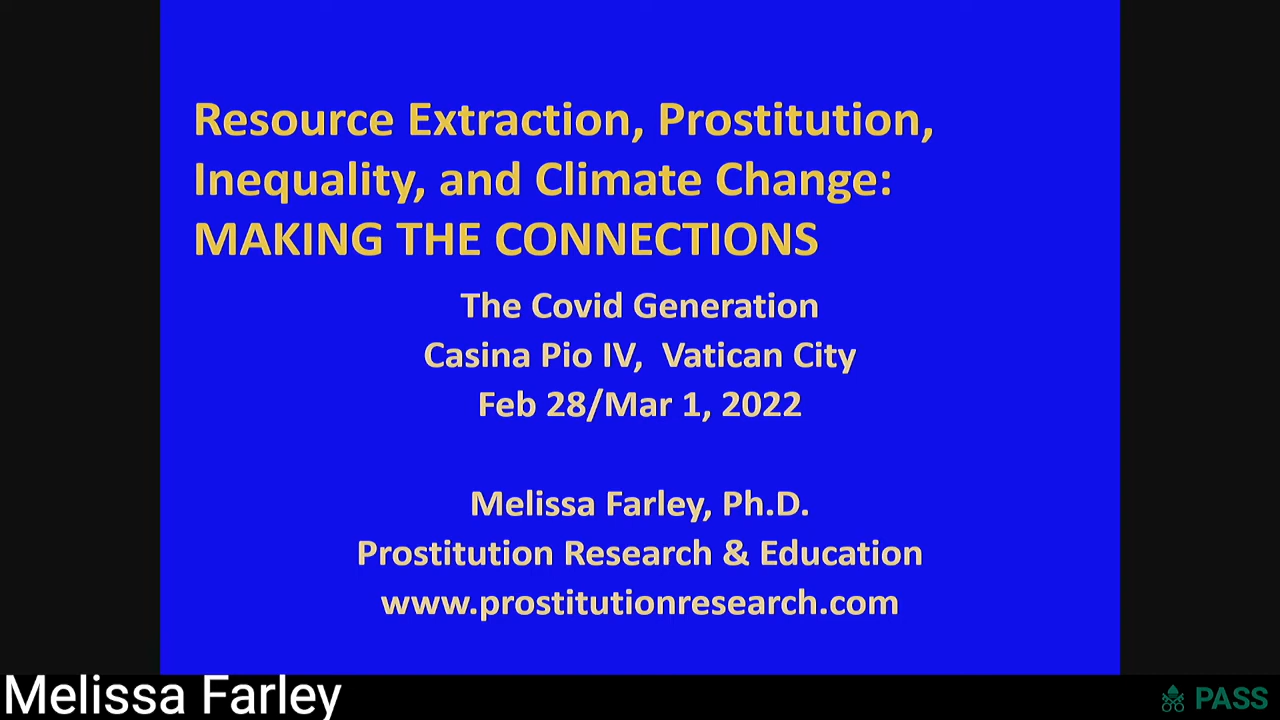 Resource Extraction, Prostitution,
Inequality, and Climate Change:
MAKING THE CONNECTIONS
The Covid Generation
Casina Pio IV,  Vatican City
Feb 28/Mar 1, 2022
Melissa Farley, Ph.D.
Prostitution Research & Education
www.prostitutionresearch.com
Melissa Farley
PASS